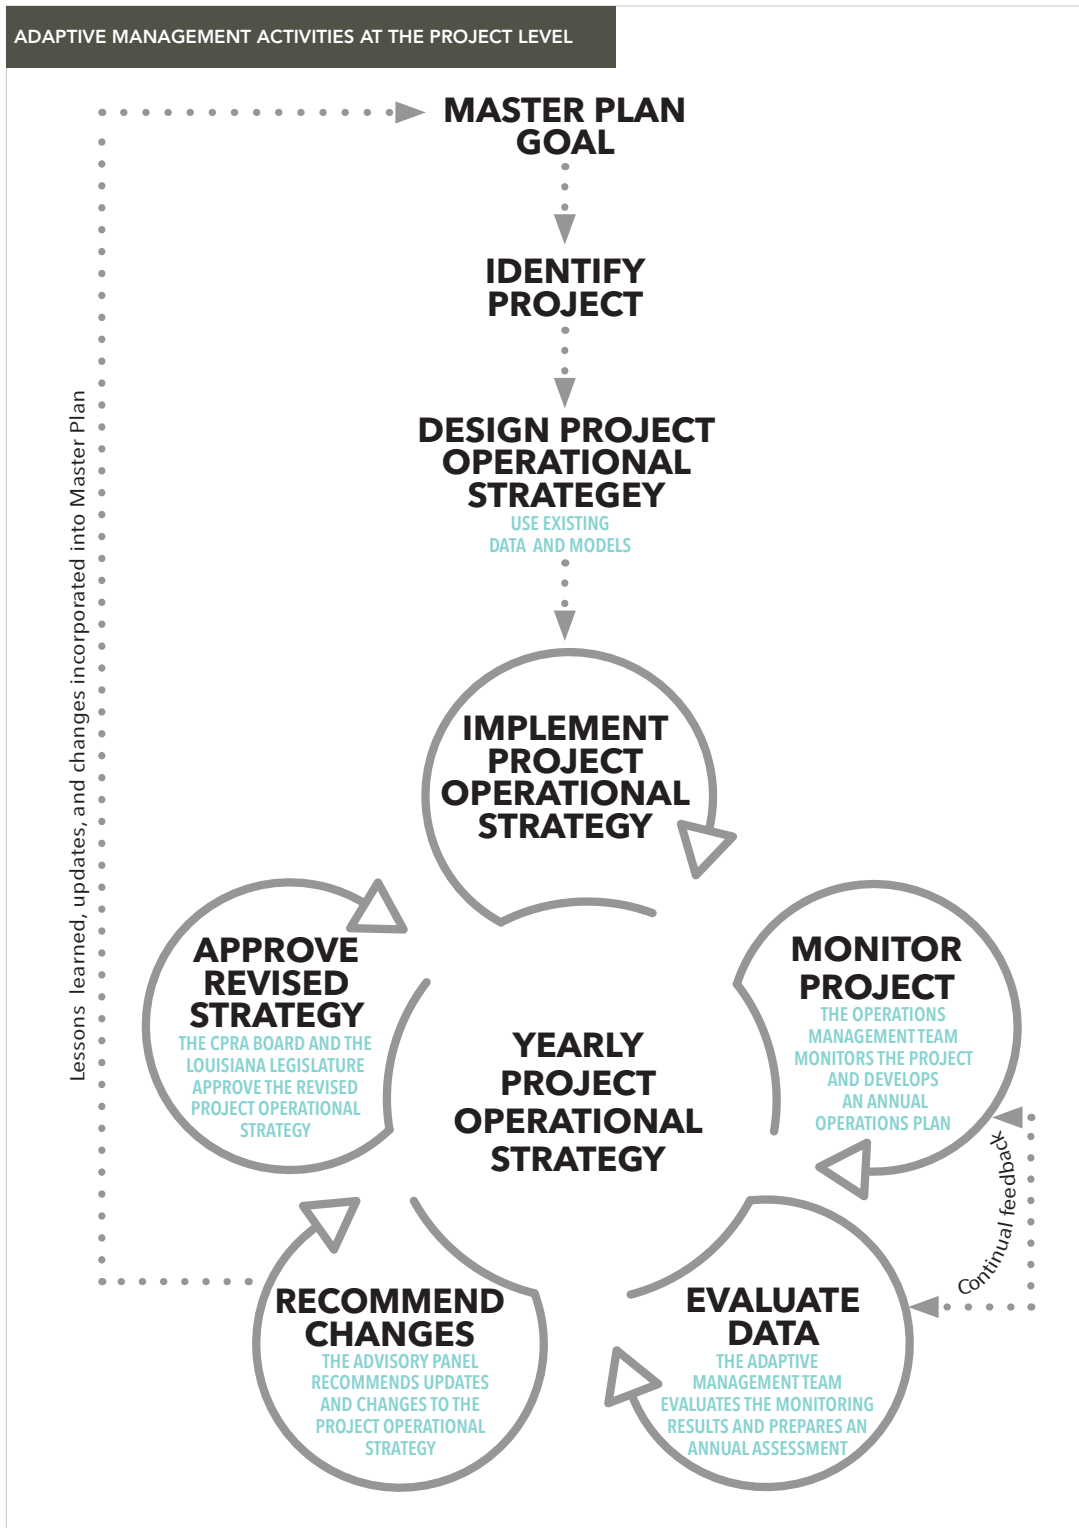 ADAPTIVE MANAGEMENT ACTIVITIES AT THE PROJECT LEVEL
MASTER PLAN
GOAL
IDENTIFY
PROJECT
DESIGN PROJECT
OPERATIONAL
STRATEGEY
USE EXISTING
DATA AND MODELS
Lessons learned, updates, and changes incorporated into Master Plan
IMPLEMENT
PROJECT
OPERATIONAL
STRATEGY
MONITOR
PROJECT
THE OPERATIONS
MANAGEMENT TEAM
MONITORS THE PROJECT
AND DEVELOPS
AN ANNUAL
OPERATIONS PLAN
Continual feedback
EVALUATE
DATA
THE ADAPTIVE
MANAGEMENT TEAM
EVALUATES THE MONITORING
RESULTS AND PREPARES AN
ANNUAL ASSESSMENT
RECOMMEND
CHANGES
THE ADVISORY PANEL
RECOMMENDS UPDATES
AND CHANGES TO THE
PROJECT OPERATIONAL
STRATEGY
APPROVE
REVISED
STRATEGY
THE CPRA BOARD AND THE
LOUISIANA LEGISLATURE
APPROVE THE REVISED
PROJECT OPERATIONAL
STRATEGY
YEARLY
PROJECT
OPERATIONAL
STRATEGY